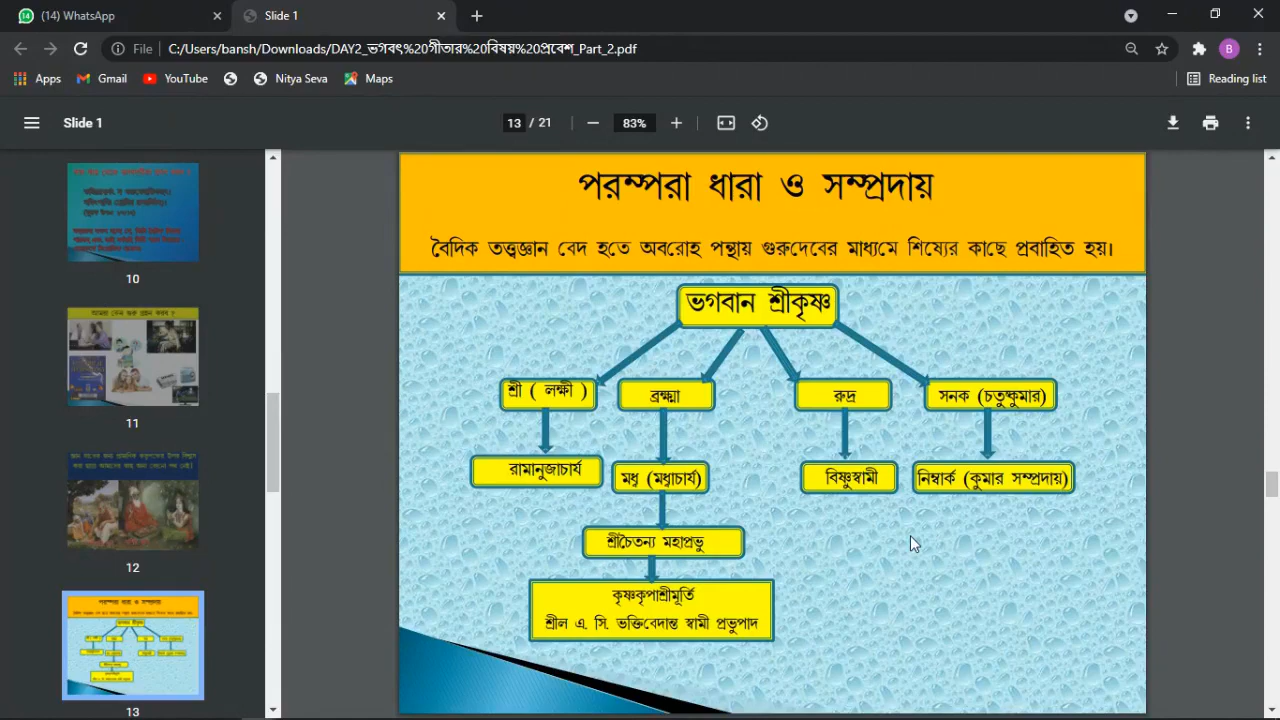 (14) WhatsApp
Slide 1
File C:/Users/bansh/Downloads/DAY2_ভগবৎ%20গীতার%20বিষয়%20প্রবেশ_Part_2.pdf
B
Apps Gmail YouTube Nitya Seva Maps Reading list
Slide 1 13 / 21 83%
10
11
12
13
পরম্পরা ধারা ও সম্প্রদায়
বৈদিক তত্ত্বজ্ঞান বেদ হতে অবরোহ পন্থায় গুরুদেবের মাধ্যমে শিষ্যের কাছে প্রবাহিত হয়।
ভগবান শ্রীকৃষ্ণ
শ্রী ( লক্ষী ) ব্রহ্মা রুদ্র সনক (চতুষ্কুমার)
রামানুজাচার্য মধ্ব (মধ্বাচার্য) বিষ্ণুস্বামী নিম্বার্ক (কুমার সম্প্রদায়)
শ্রীচৈতন্য মহাপ্রভু
কৃষ্ণকৃপাশ্রীমূর্তি
শ্রীল এ. সি. ভক্তিবেদান্ত স্বামী প্রভুপাদ